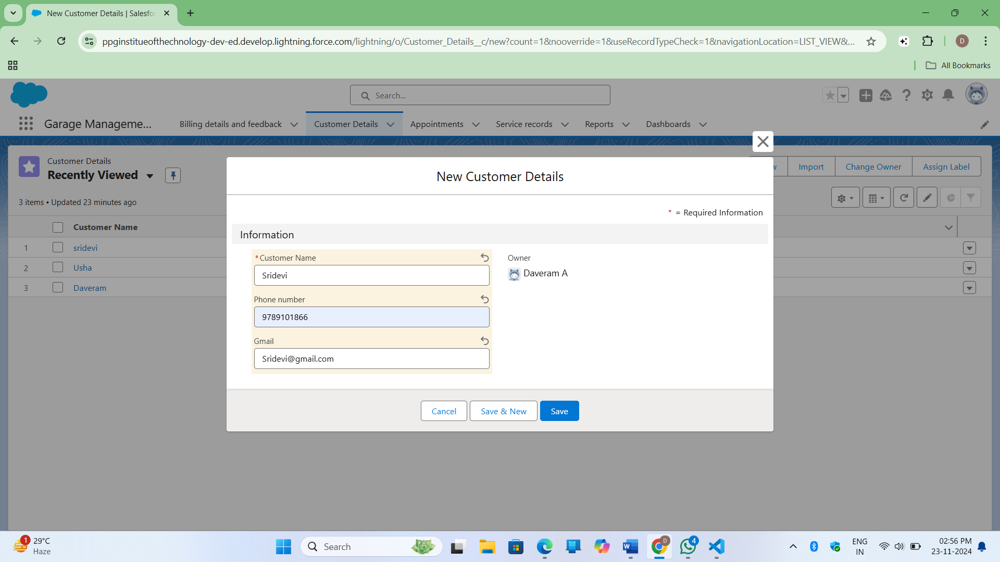 New Customer Details | Salesfo
ppginstitueofthechnology-dev-ed.develop.lightning.force.com/lightning/o/Customer_Details__c/new?count=1&nooverride=1&useRecordTypeCheck=1&navigationLocation=LIST_VIEW&...
D
All Bookmarks
Search...
Garage Manageme...
Billing details and feedback
Customer Details
Appointments
Service records
Reports
Dashboards
Customer Details
Recently Viewed
Import
Change Owner
Assign Label
3 items • Updated 23 minutes ago
Customer Name
1 sridevi
2 Usha
3 Daveram
New Customer Details
* = Required Information
Information
*Customer Name
Sridevi
Owner
Daveram A
Phone number
9789101866
Gmail
Sridevi@gmail.com
Cancel
Save & New
Save
1
29°C
Haze
Search
D
4
ENG
IN
02:56 PM
23-11-2024